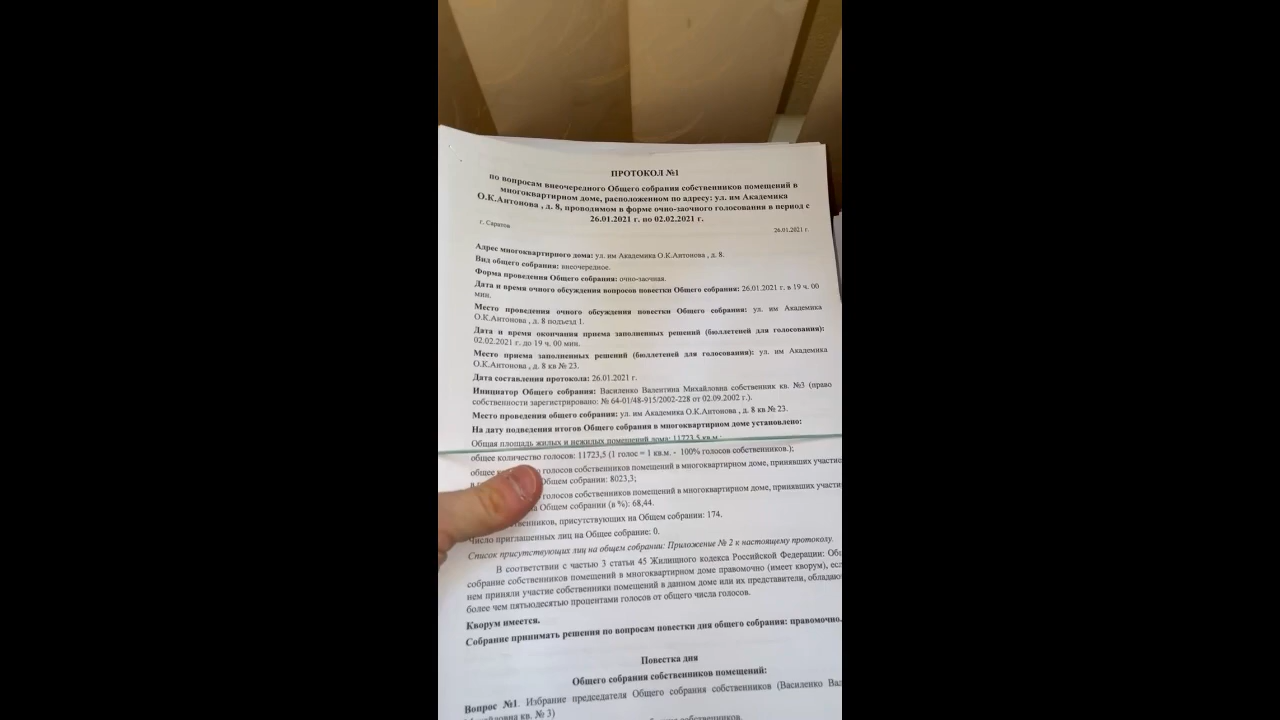 ПРОТОКОЛ №1
по вопросам внеочередного Общего собрания собственников помещений в
многоквартирном доме, расположенном по адресу: ул. им Академика
О.К.Антонова , д. 8, проводимом в форме очно-заочного голосования в период с
26.01.2021 г. по 02.02.2021 г.
г. Саратов
26.01.2021 г.
Адрес многоквартирного дома: ул. им Академика О.К.Антонова , д. 8.
Вид общего собрания: внеочередное.
Форма проведения Общего собрания: очно-заочная.
Дата и время очного обсуждения вопросов повестки Общего собрания: 26.01.2021 г. в 19 ч. 00
мин.
Место проведения очного обсуждения повестки Общего собрания: ул. им Академика
О.К.Антонова , д. 8 подъезд 1.
Дата и время окончания приема заполненных решений (бюллетеней для голосования):
02.02.2021 г. до 19 ч. 00 мин.
Место приема заполненных решений (бюллетеней для голосования): ул. им Академика
О.К.Антонова , д. 8 кв № 23.
Дата составления протокола: 26.01.2021 г.
Инициатор Общего собрания: Василенко Валентина Михайловна собственник кв. №3 (право
собственности зарегистрировано: № 64-01/48-915/2002-228 от 02.09.2002 г.).
Место проведения общего собрания: ул. им Академика О.К.Антонова , д. 8 кв № 23.
На дату подведения итогов Общего собрания в многоквартирном доме установлено:
Общая площадь жилых и нежилых помещений дома: 11723,5 кв.м.;
общее количество голосов: 11723,5 (1 голос = 1 кв.м. - 100% голосов собственников.);
общее голосов собственников помещений в многоквартирном доме, принявших участие
Общем собрании: 8023,3;
голосов собственников помещений в многоквартирном доме, принявших участи
Общем собрании (в %): 68,44.
присутствующих на Общем собрании: 174.
Число приглашенных лиц на Общее собрание: 0.
Список присутствующих лиц на общем собрании: Приложение № 2 к настоящему протоколу.
В соответствии с частью 3 статьи 45 Жилищного кодекса Российской Федерации:
собрание собственников помещений в многоквартирном доме правомочно (имеет кворум),
нем приняли участие собственники помещений в данном доме или их представители,
более чем пятьюдесятью процентами голосов от общего числа голосов.
Кворум имеется.
Собрание принимать решения по вопросам повестки дня общего собрания: правомочно.
Повестка дня
Общего собрания собственников помещений:
Вопрос №1. Избрание председателя Общего собрания собственников (Василенко
кв. № 3)
собственников.